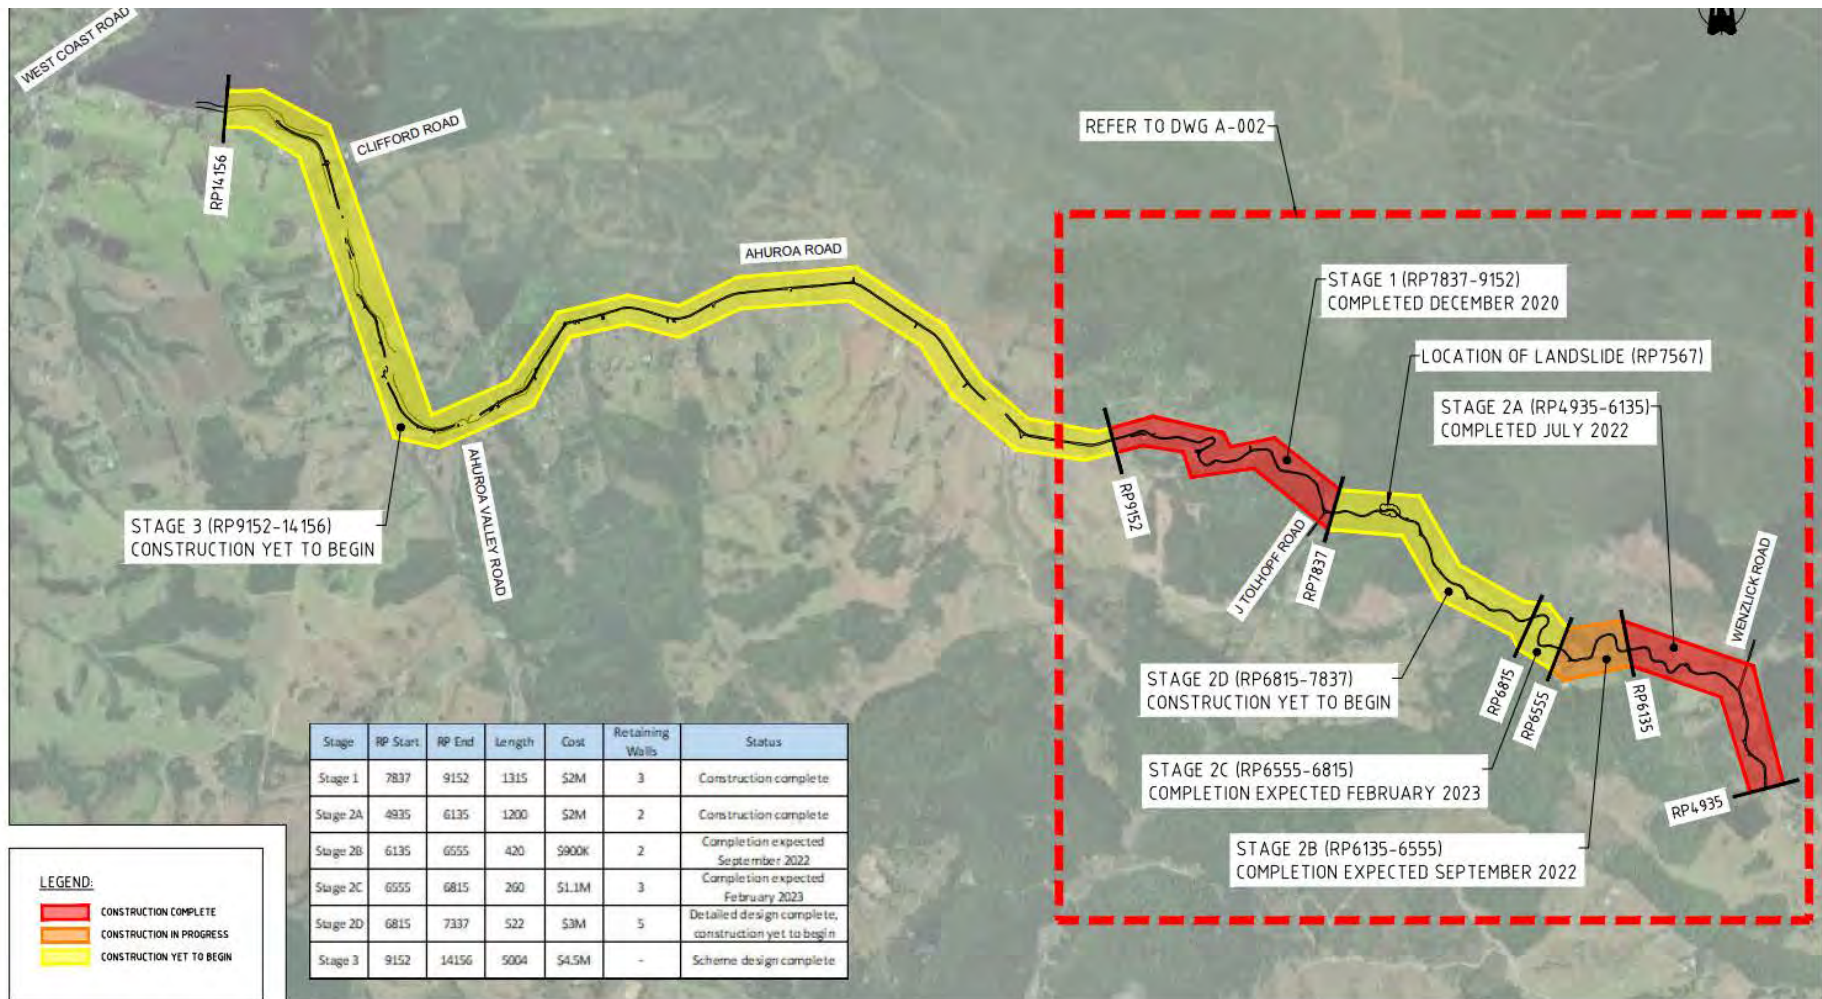 WEST COAST ROAD
CLIFFORD ROAD
RP14156
REFER TO DWG A-002
AHUROA ROAD
STAGE 1 (RP7837-9152)
COMPLETED DECEMBER 2020
LOCATION OF LANDSLIDE (RP7567)
STAGE 2A (RP4935-6135)
COMPLETED JULY 2022
AHUROA VALLEY ROAD
STAGE 3 (RP9152-14156)
CONSTRUCTION YET TO BEGIN
RP9152
J TOLHOPF ROAD
RP7837
WENZLICK ROAD
STAGE 2D (RP6815-7837)
CONSTRUCTION YET TO BEGIN
RP6815
RP6555
RP6135
RP4935
STAGE 2C (RP6555-6815)
COMPLETION EXPECTED FEBRUARY 2023
STAGE 2B (RP6135-6555)
COMPLETION EXPECTED SEPTEMBER 2022
Stage RP Start RP End Length Cost Retaining Walls Status
Stage 1 7837 9152 1315 $2M 3 Construction complete
Stage 2A 4935 6135 1200 $2M 2 Construction complete
Stage 2B 6135 6555 420 $900K 2 Completion expected September 2022
Stage 2C 6555 6815 260 $1.1M 3 Completion expected February 2023
Stage 2D 6815 7337 522 $3M 5 Detailed design complete, construction yet to begin
Stage 3 9152 14156 5004 $4.5M - Scheme design complete
LEGEND:
CONSTRUCTION COMPLETE
CONSTRUCTION IN PROGRESS
CONSTRUCTION YET TO BEGIN